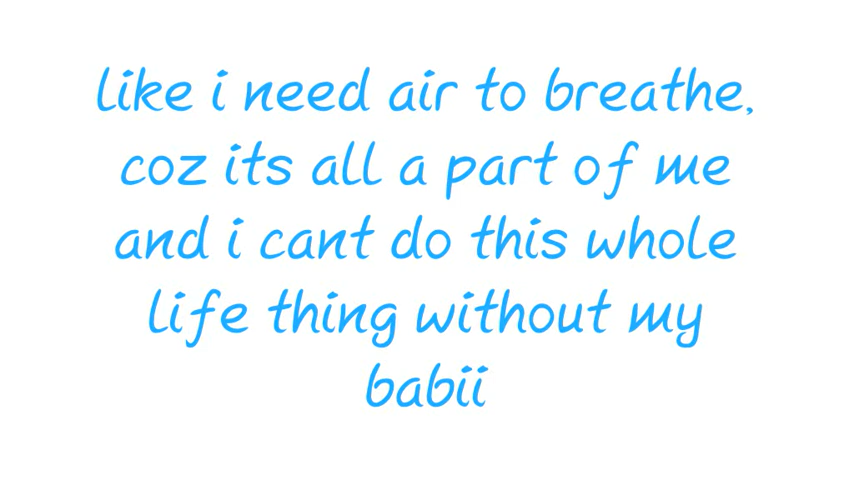 like i need air to breathe,
coz its all a part of me
and i cant do this whole
life thing without my
babii